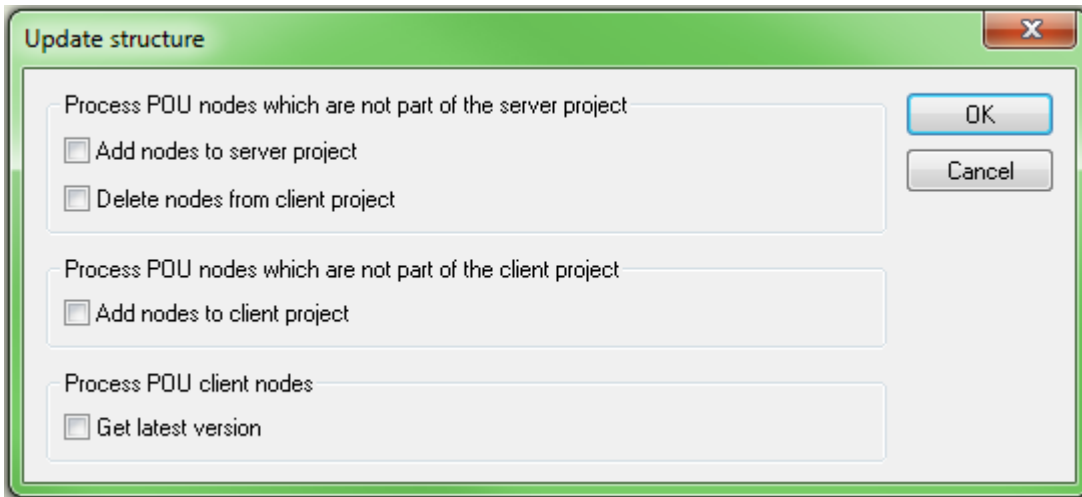 Update structure
Process POU nodes which are not part of the server project
Add nodes to server project
Delete nodes from client project
Process POU nodes which are not part of the client project
Add nodes to client project
Process POU client nodes
Get latest version
OK
Cancel